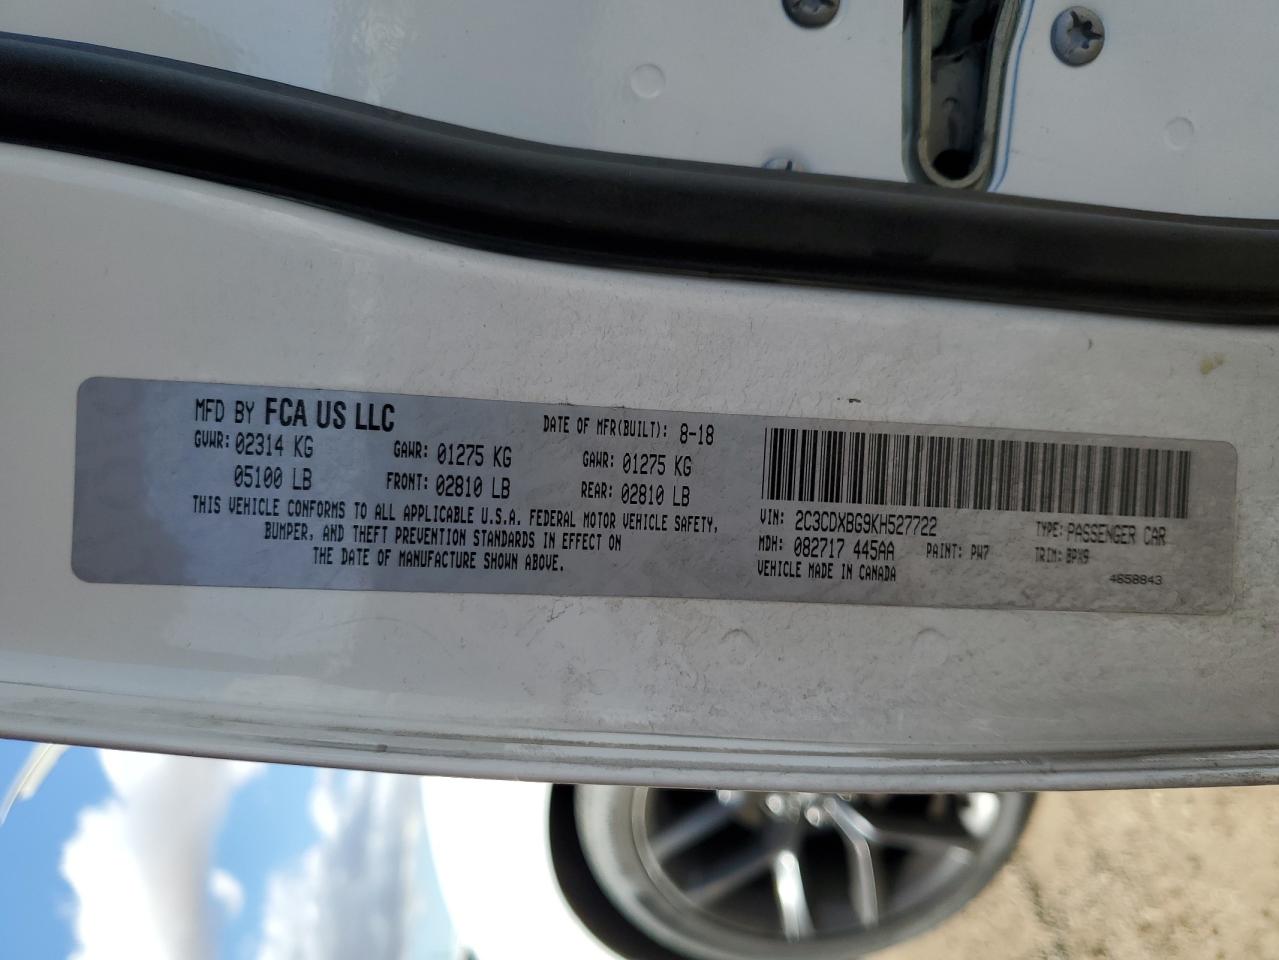 MFD BY FCA US LLC
DATE OF MFR(BUILT): 8-18
GVWR: 02314 KG
GAWR: 01275 KG
GAWR: 01275 KG
05100 LB
FRONT: 02810 LB
REAR: 02810 LB
THIS VEHICLE CONFORMS TO ALL APPLICABLE U.S.A. FEDERAL MOTOR VEHICLE SAFETY,
BUMPER, AND THEFT PREVENTION STANDARDS IN EFFECT ON
THE DATE OF MANUFACTURE SHOWN ABOVE.
VIN: 2C3CDXBG9KH527722
TYPE: PASSENGER CAR
MDH: 082717 445AA
PAINT: PW7
TRIM: BPX9
VEHICLE MADE IN CANADA
4658843